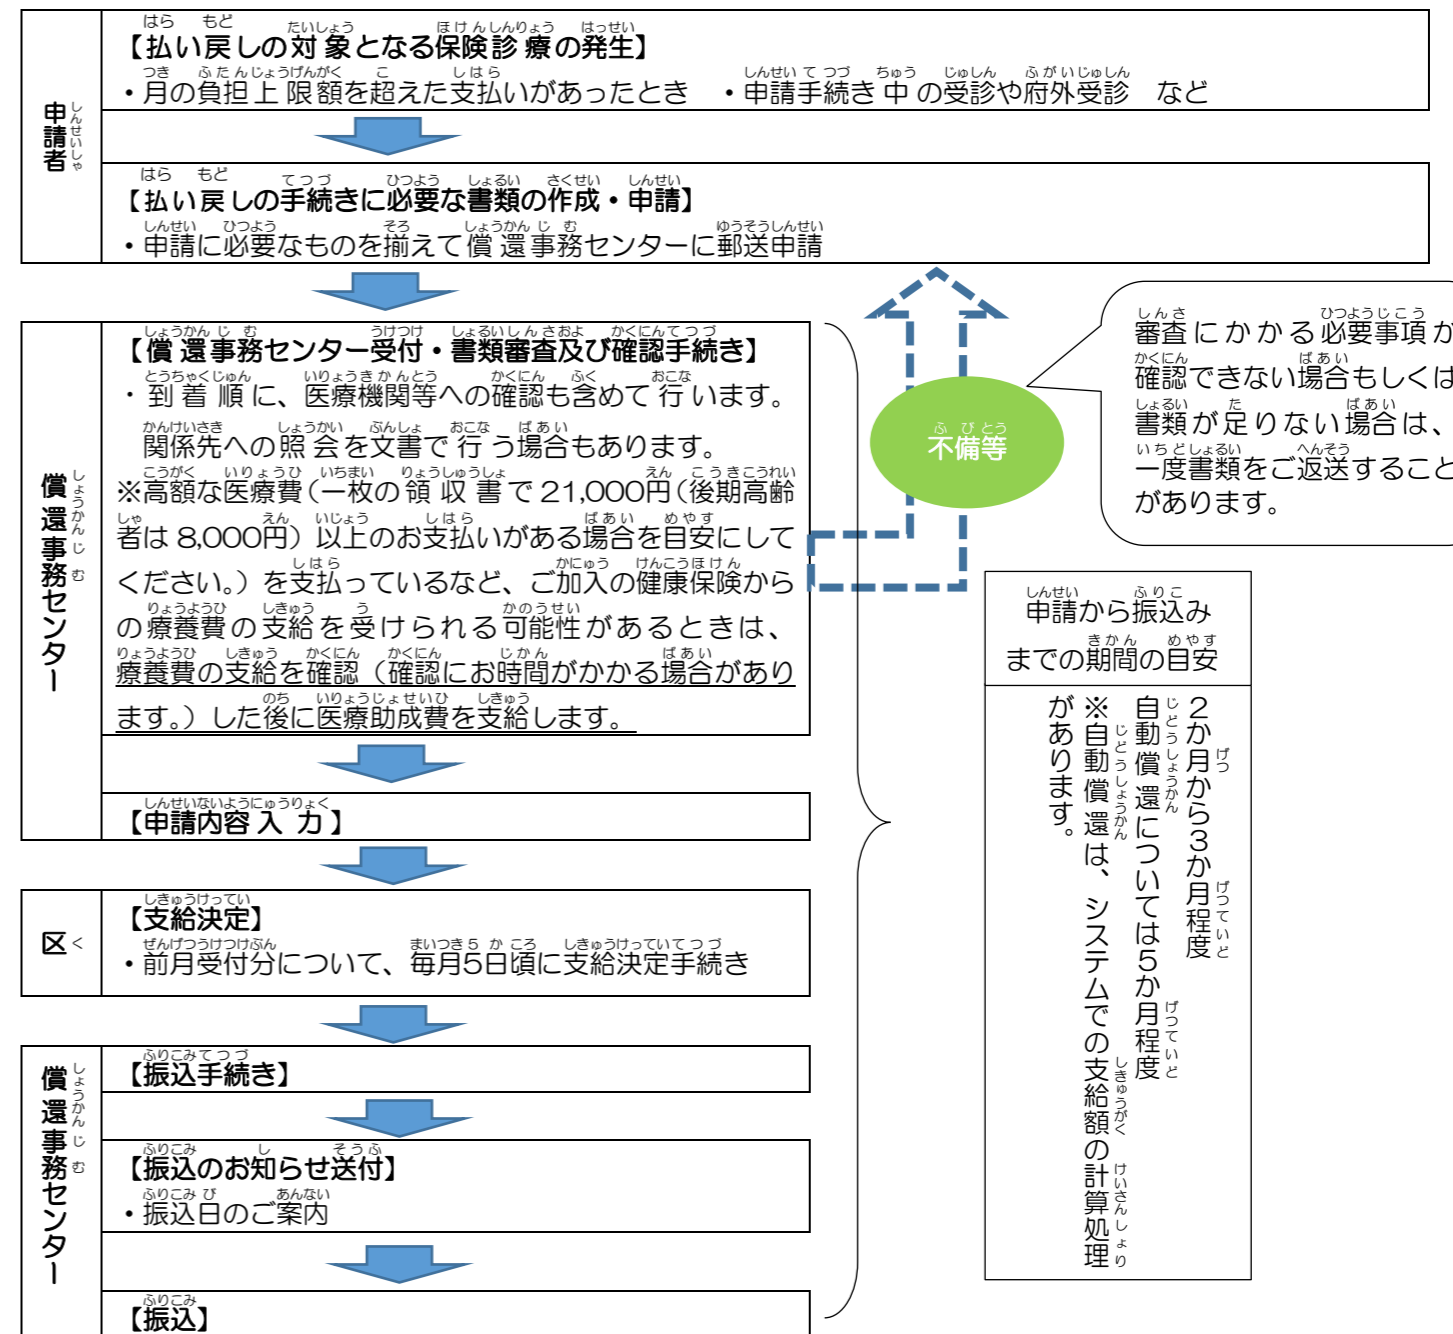 申請者
【払い戻しの対象となる保険診療の発生】
・月の負担上限額を超えた支払いがあったとき　・申請手続き中の受診や府外受診　など
【払い戻しの手続きに必要な書類の作成・申請】
・申請に必要なものを揃えて償還事務センターに郵送申請
償還事務センター
【償還事務センター受付・書類審査及び確認手続き】
・到着順に、医療機関等への確認も含めて行います。
関係先への照会を文書で行う場合もあります。
※高額な医療費（一枚の領収書で21,000円（後期高齢
者は8,000円）以上のお支払いがある場合を目安にして
ください。）を支払っているなど、ご加入の健康保険から
の療養費の支給を受けられる可能性があるときは、
療養費の支給を確認（確認にお時間がかかる場合があり
ます。）した後に医療助成費を支給します。
【申請内容入力】
不備等
審査にかかる必要事項が
確認できない場合もしくは
書類が足りない場合は、
一度書類をご返送すること
があります。
区
【支給決定】
・前月受付分について、毎月5日頃に支給決定手続き
償還事務センター
【振込手続き】
【振込のお知らせ送付】
・振込日のご案内
【振込】
申請から振込み
までの期間の目安
２か月から３か月程度
自動償還については５か月程度
※自動償還は、システムでの支給額の計算処理
があります。